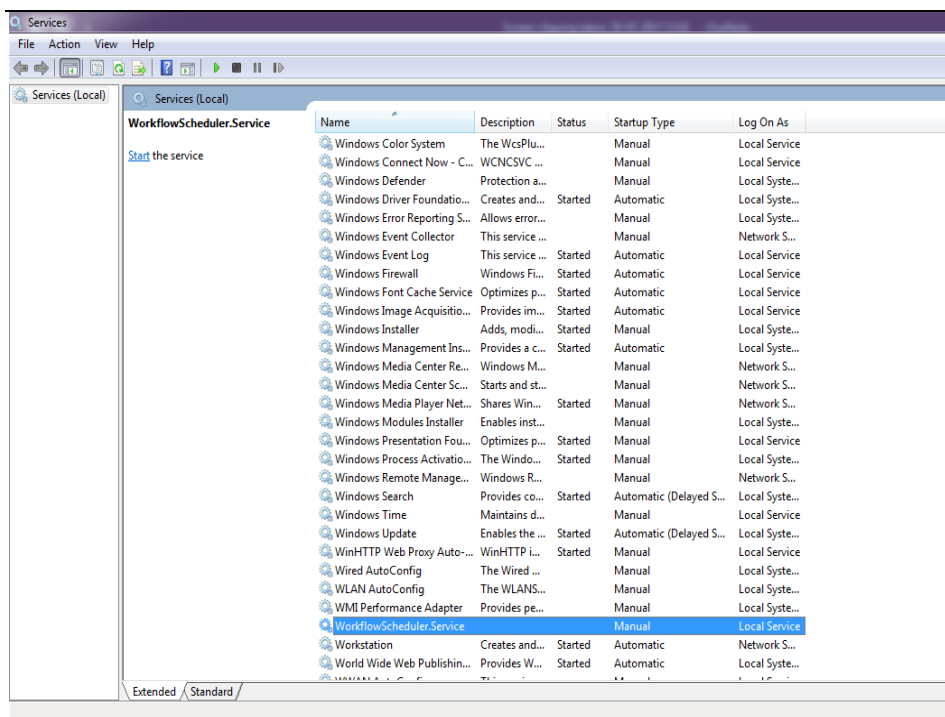 Services
File Action View Help
Services (Local)
Services (Local)
WorkflowScheduler.Service
Start the service
Name Description Status Startup Type Log On As
Windows Color System The WcsPlu... Manual Local Service
Windows Connect Now - C... WCNCSVC ... Manual Local Service
Windows Defender Protection a... Manual Local Syste...
Windows Driver Foundatio... Creates and... Started Automatic Local Syste...
Windows Error Reporting S... Allows error... Manual Local Syste...
Windows Event Collector This service ... Manual Network S...
Windows Event Log This service ... Started Automatic Local Service
Windows Firewall Windows Fi... Started Automatic Local Service
Windows Font Cache Service Optimizes p... Started Automatic Local Service
Windows Image Acquisitio... Provides im... Started Automatic Local Service
Windows Installer Adds, modi... Started Manual Local Syste...
Windows Management Ins... Provides a c... Started Automatic Local Syste...
Windows Media Center Re... Windows M... Manual Network S...
Windows Media Center Sc... Starts and st... Manual Network S...
Windows Media Player Net... Shares Win... Started Manual Network S...
Windows Modules Installer Enables inst... Manual Local Syste...
Windows Presentation Fou... Optimizes p... Started Manual Local Service
Windows Process Activatio... The Windo... Started Manual Local Syste...
Windows Remote Manage... Windows R... Manual Network S...
Windows Search Provides co... Started Automatic (Delayed S... Local Syste...
Windows Time Maintains d... Manual Local Service
Windows Update Enables the ... Started Automatic (Delayed S... Local Syste...
WinHTTP Web Proxy Auto-... WinHTTP i... Started Manual Local Service
Wired AutoConfig The Wired ... Manual Local Syste...
WLAN AutoConfig The WLANS... Manual Local Syste...
WMI Performance Adapter Provides pe... Manual Local Syste...
WorkflowScheduler.Service Manual Local Service
Workstation Creates and... Started Automatic Network S...
World Wide Web Publishin... Provides W... Started Automatic Local Syste...
Extended Standard